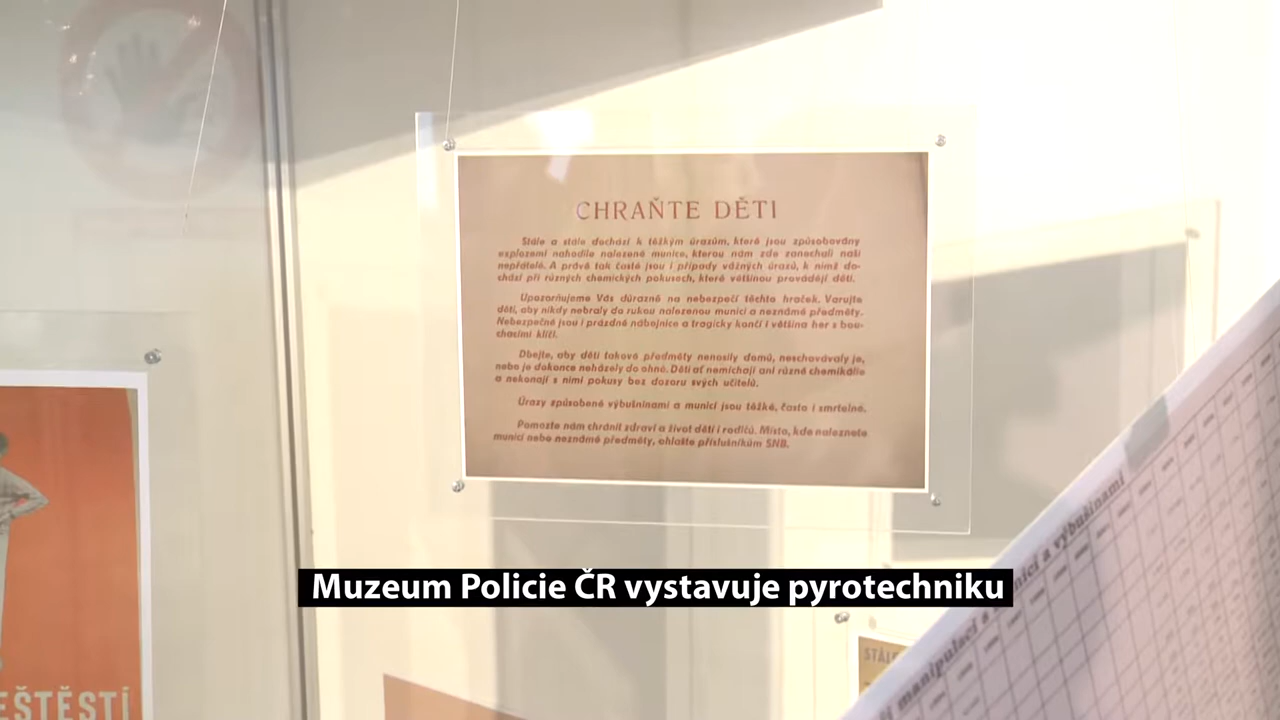 CHRAŇTE DĚTI
Stále a stále dochází k těžkým úrazům, které jsou způsobovány
explozemi nahodile nalezené munice, kterou nám zde zanechali naši
nepřátelé. A právě tak časté jsou i případy vážných úrazů, k nimž do-
chází při různých chemických pokusech, které většinou provádějí děti.
Upozorňujeme Vás důrazně na nebezpečí těchto hraček. Varujte
děti, aby nikdy nebraly do rukou nalezenou munici a neznámé předměty.
Nebezpečné jsou i prázdné nábojnice a tragicky končí i většina her s bou-
chacími klíči.
Dbejte, aby děti takové předměty nenosily domů, neschovávaly je,
nebo je dokonce neházely do ohně. Děti ať nemíchají ani různé chemikálie
a nekonají s nimi pokusy bez dozoru svých učitelů.
Úrazy způsobené výbušninami a municí jsou těžké, často i smrtelné.
Pomozte nám chránit zdraví a život dětí i rodičů. Místo, kde naleznete
munici nebo neznámé předměty, ohlaste příslušníkům SNB.
Muzeum Policie ČR vystavuje pyrotechniku
manipulaci s
nicí a výbušinami
EŠTĚSTÍ